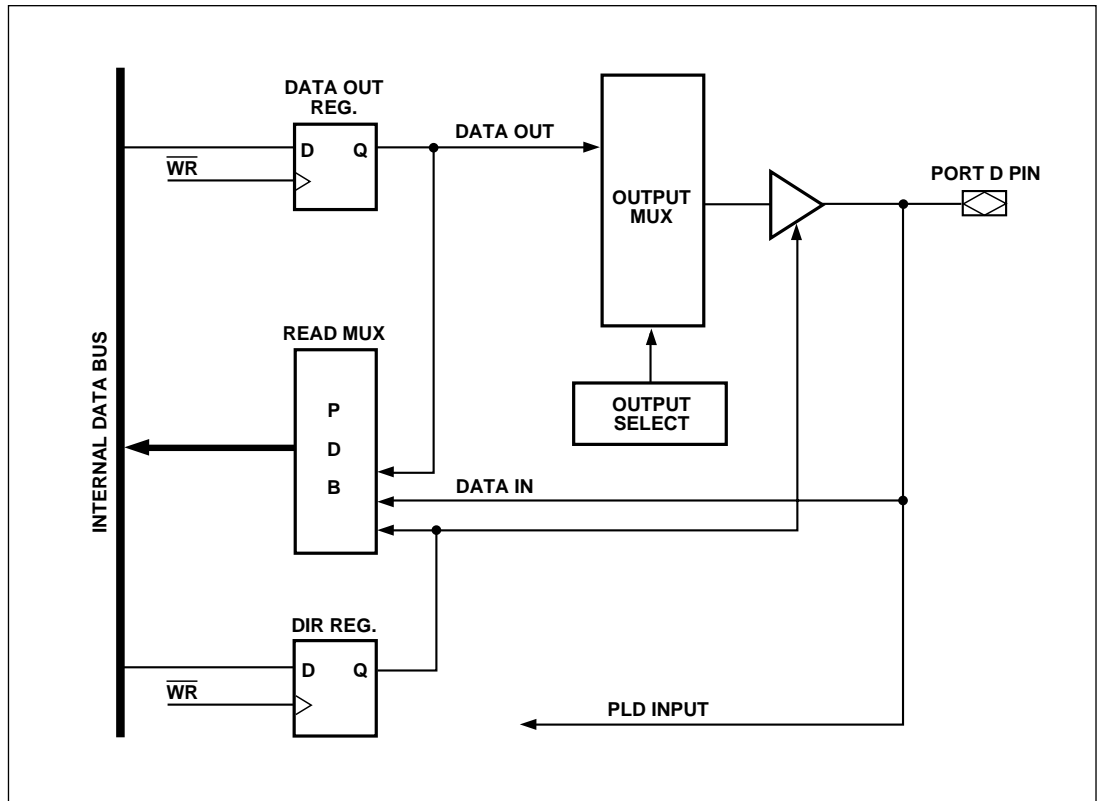 DATA OUT
REG.
D Q
WR
DATA OUT
OUTPUT
MUX
PORT D PIN
READ MUX
P
D
B
INTERNAL DATA BUS
OUTPUT
SELECT
DATA IN
DIR REG.
D Q
WR
PLD INPUT